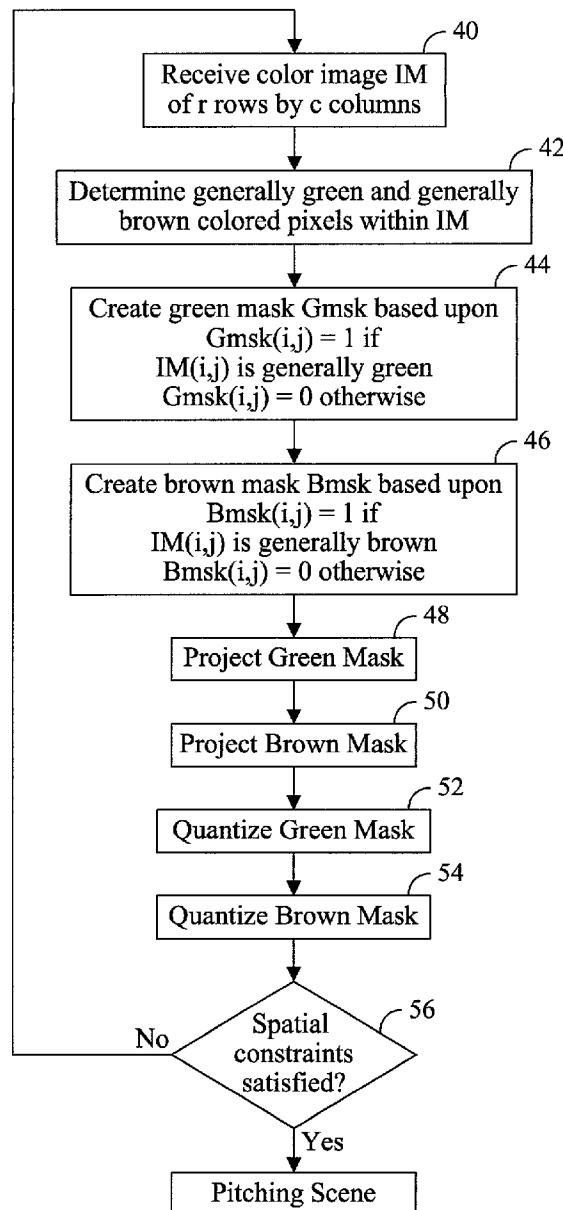 40
Receive color image IM
of r rows by c columns
42
Determine generally green and generally
brown colored pixels within IM
44
Create green mask Gmsk based upon
Gmsk(i,j) = 1 if
IM(i,j) is generally green
Gmsk(i,j) = 0 otherwise
46
Create brown mask Bmsk based upon
Bmsk(i,j) = 1 if
IM(i,j) is generally brown
Bmsk(i,j) = 0 otherwise
48
Project Green Mask
50
Project Brown Mask
52
Quantize Green Mask
54
Quantize Brown Mask
56
No
Spatial
constraints
satisfied?
Yes
Pitching Scene